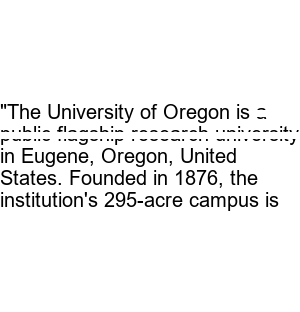 "The University of Oregon is
public flagship research university
in Eugene, Oregon, United
States. Founded in 1876, the
institution's 295-acre campus is